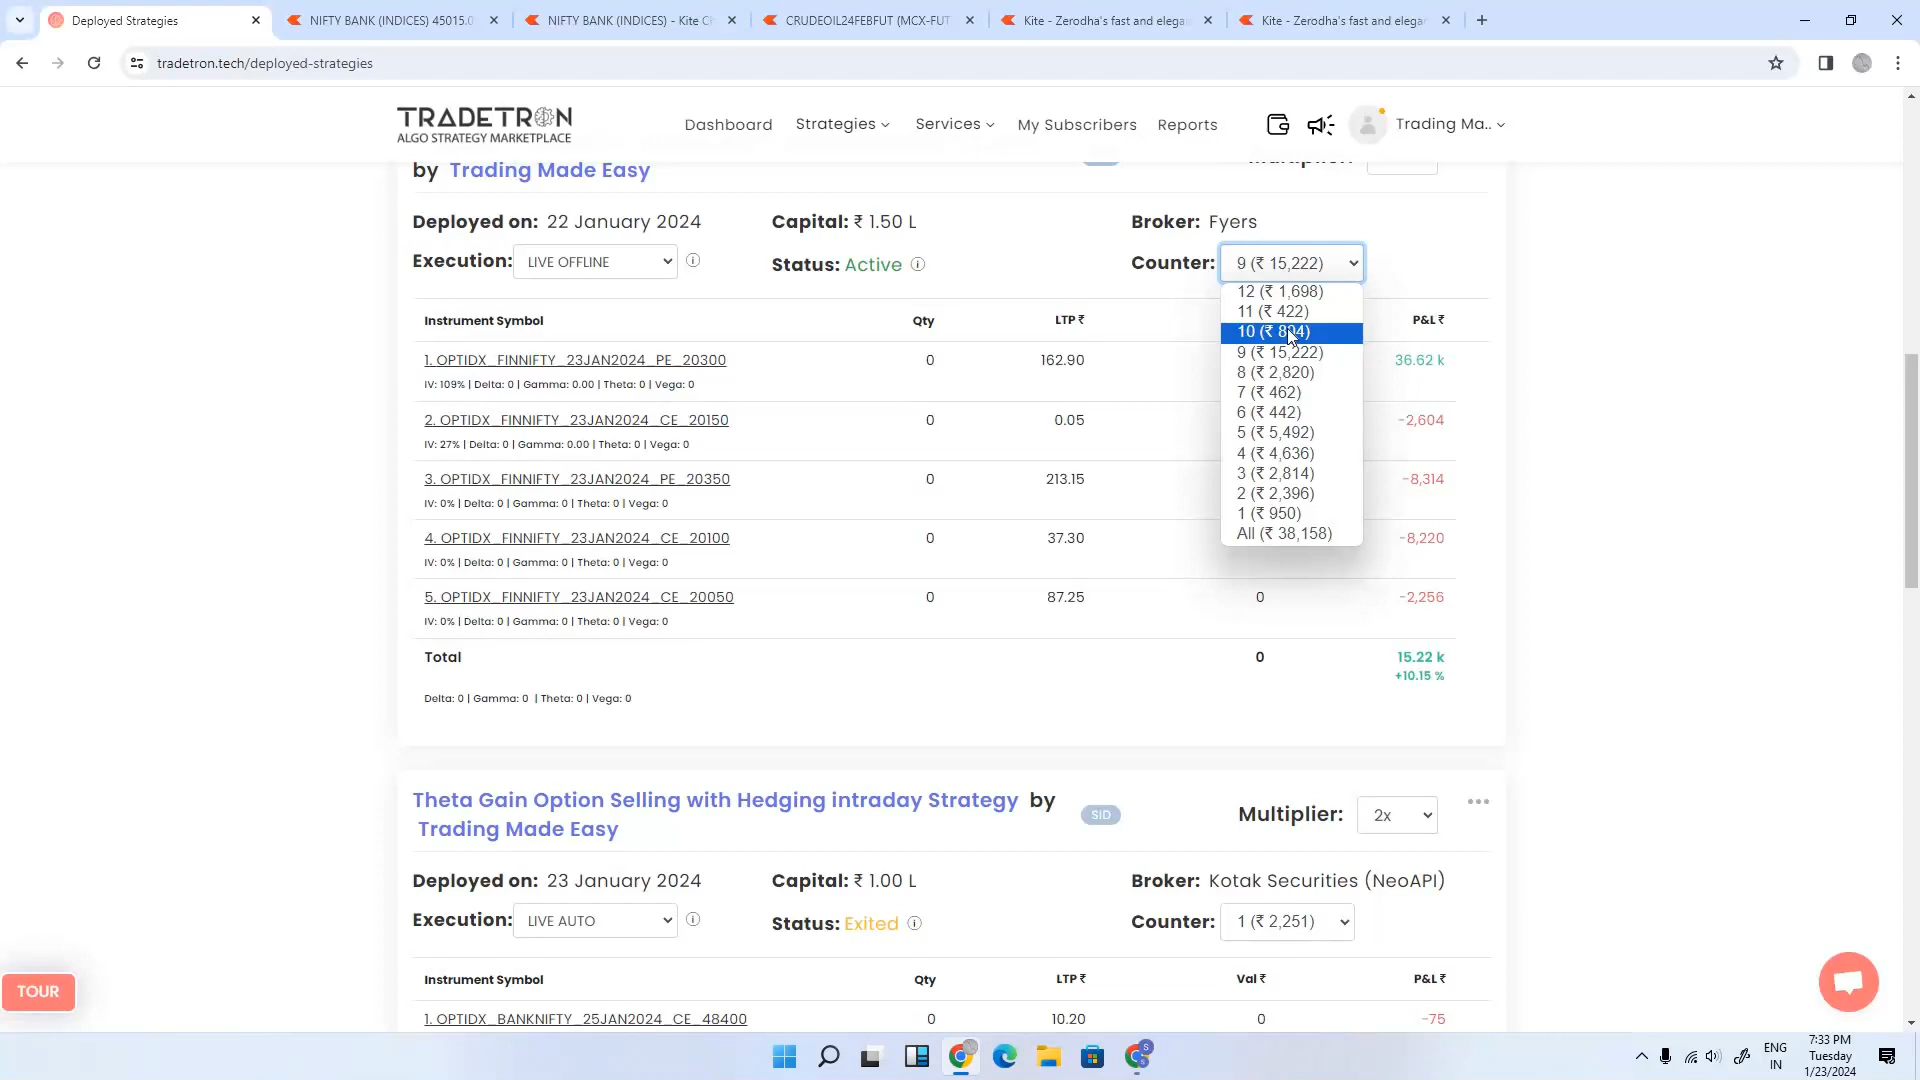 Deployed Strategies
NIFTY BANK (INDICES) 45015.0
NIFTY BANK (INDICES) - Kite C
CRUDEOIL24FEBFUT (MCX-FUT
Kite - Zerodha's fast and elega
Kite - Zerodha's fast and elega
tradetron.tech/deployed-strategies
TRADETRON
ALGO STRATEGY MARKETPLACE
Dashboard Strategies Services My Subscribers Reports Trading Ma..
by Trading Made Easy
Deployed on: 22 January 2024 Capital: ₹ 1.50 L Broker: Fyers
Execution: LIVE OFFLINE Status: Active Counter: 9 (₹ 15,222)
12 (₹ 1,698)
11 (₹ 422)
10 (₹ 804)
9 (₹ 15,222)
8 (₹ 2,820)
7 (₹ 462)
6 (₹ 442)
5 (₹ 5,492)
4 (₹ 4,636)
3 (₹ 2,814)
2 (₹ 2,396)
1 (₹ 950)
All (₹ 38,158)
Instrument Symbol Qty LTP ₹ P&L ₹
1. OPTIDX_FINNIFTY_23JAN2024_PE_20300 0 162.90 36.62 k
IV: 109% | Delta: 0 | Gamma: 0.00 | Theta: 0 | Vega: 0
2. OPTIDX_FINNIFTY_23JAN2024_CE_20150 0 0.05 -2,604
IV: 27% | Delta: 0 | Gamma: 0.00 | Theta: 0 | Vega: 0
3. OPTIDX_FINNIFTY_23JAN2024_PE_20350 0 213.15 -8,314
IV: 0% | Delta: 0 | Gamma: 0 | Theta: 0 | Vega: 0
4. OPTIDX_FINNIFTY_23JAN2024_CE_20100 0 37.30 -8,220
IV: 0% | Delta: 0 | Gamma: 0 | Theta: 0 | Vega: 0
5. OPTIDX_FINNIFTY_23JAN2024_CE_20050 0 87.25 0 -2,256
IV: 0% | Delta: 0 | Gamma: 0 | Theta: 0 | Vega: 0
Total 0 15.22 k
+10.15 %
Delta: 0 | Gamma: 0 | Theta: 0 | Vega: 0
Theta Gain Option Selling with Hedging intraday Strategy by
Trading Made Easy
SID
Multiplier: 2x
Deployed on: 23 January 2024 Capital: ₹ 1.00 L Broker: Kotak Securities (NeoAPI)
Execution: LIVE AUTO Status: Exited Counter: 1 (₹ 2,251)
Instrument Symbol Qty LTP ₹ Val ₹ P&L ₹
1. OPTIDX_BANKNIFTY_25JAN2024_CE_48400 0 10.20 0 -75
TOUR
ENG
IN
7:33 PM
Tuesday
1/23/2024